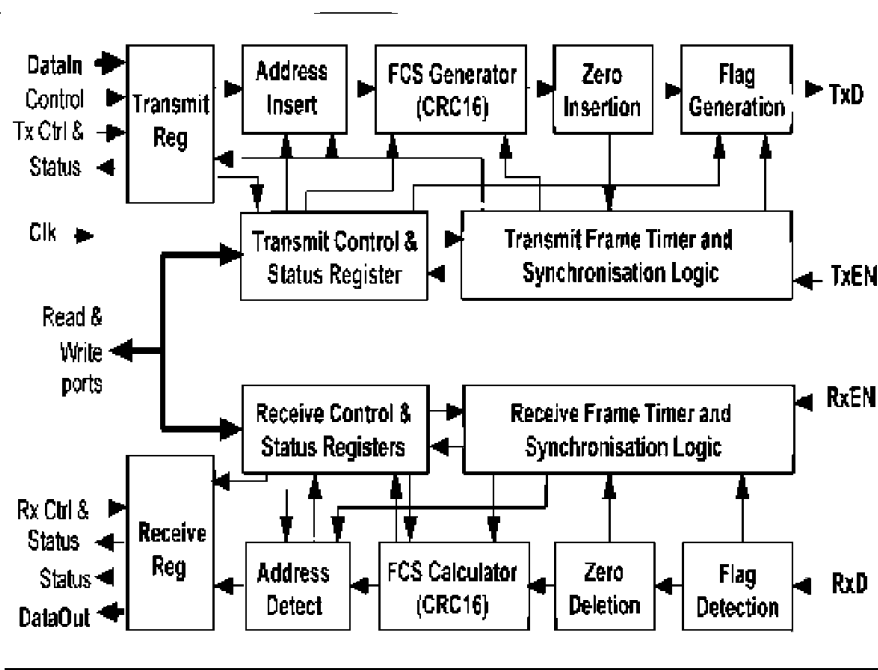 DataIn
Control
Tx Ctrl &
Status
Transmit
Reg
Address
Insert
FCS Generator
(CRC16)
Zero
Insertion
Flag
Generation
TxD
Clk
Transmit Control &
Status Register
Transmit Frame Timer and
Synchronisation Logic
TxEN
Read &
Write
ports
Receive Control &
Status Registers
Receive Frame Timer and
Synchronisation Logic
RxEN
Rx Ctrl &
Status
Status
DataOut
Receive
Reg
Address
Detect
FCS Calculator
(CRC16)
Zero
Deletion
Flag
Detection
RxD